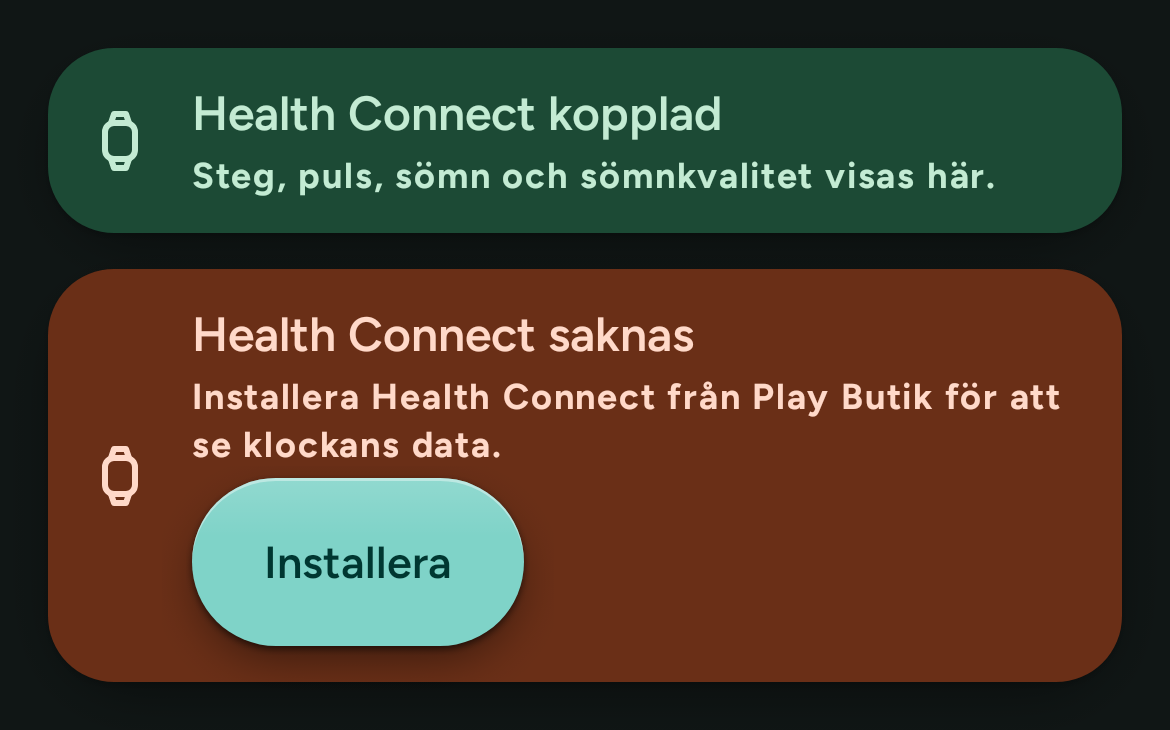 Health Connect kopplad
Steg, puls, sömn och sömnkvalitet visas här.
Health Connect saknas
Installera Health Connect från Play Butik för att
se klockans data.
Installera